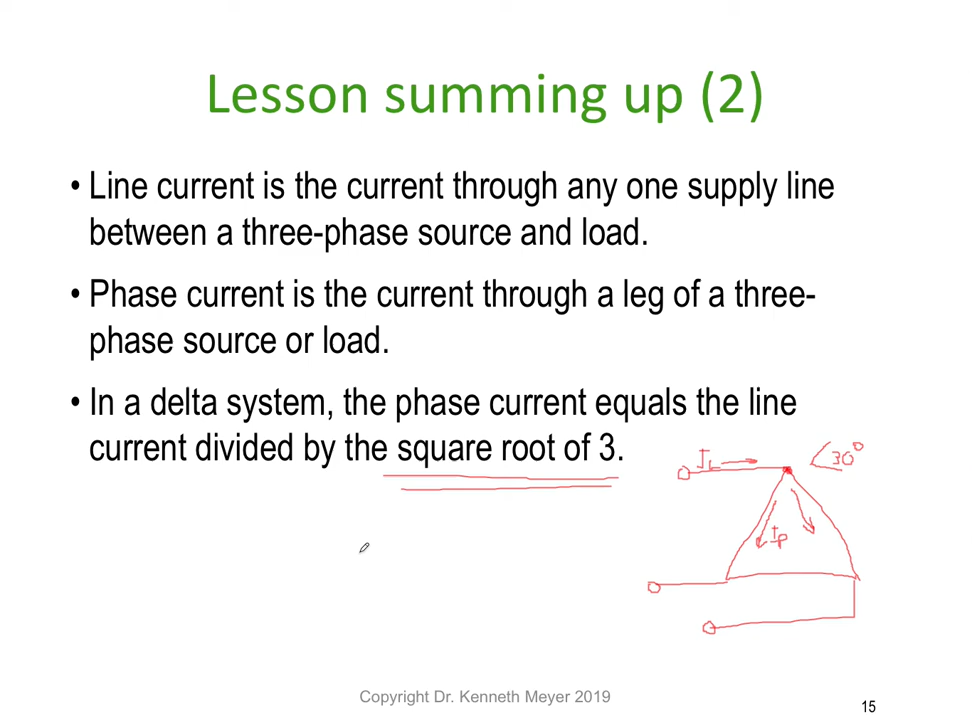 Lesson summing up (2)
• Line current is the current through any one supply line
between a three-phase source and load.
• Phase current is the current through a leg of a three-
phase source or load.
• In a delta system, the phase current equals the line
current divided by the square root of 3.
IL
30°
Ip
Copyright Dr. Kenneth Meyer 2019
15